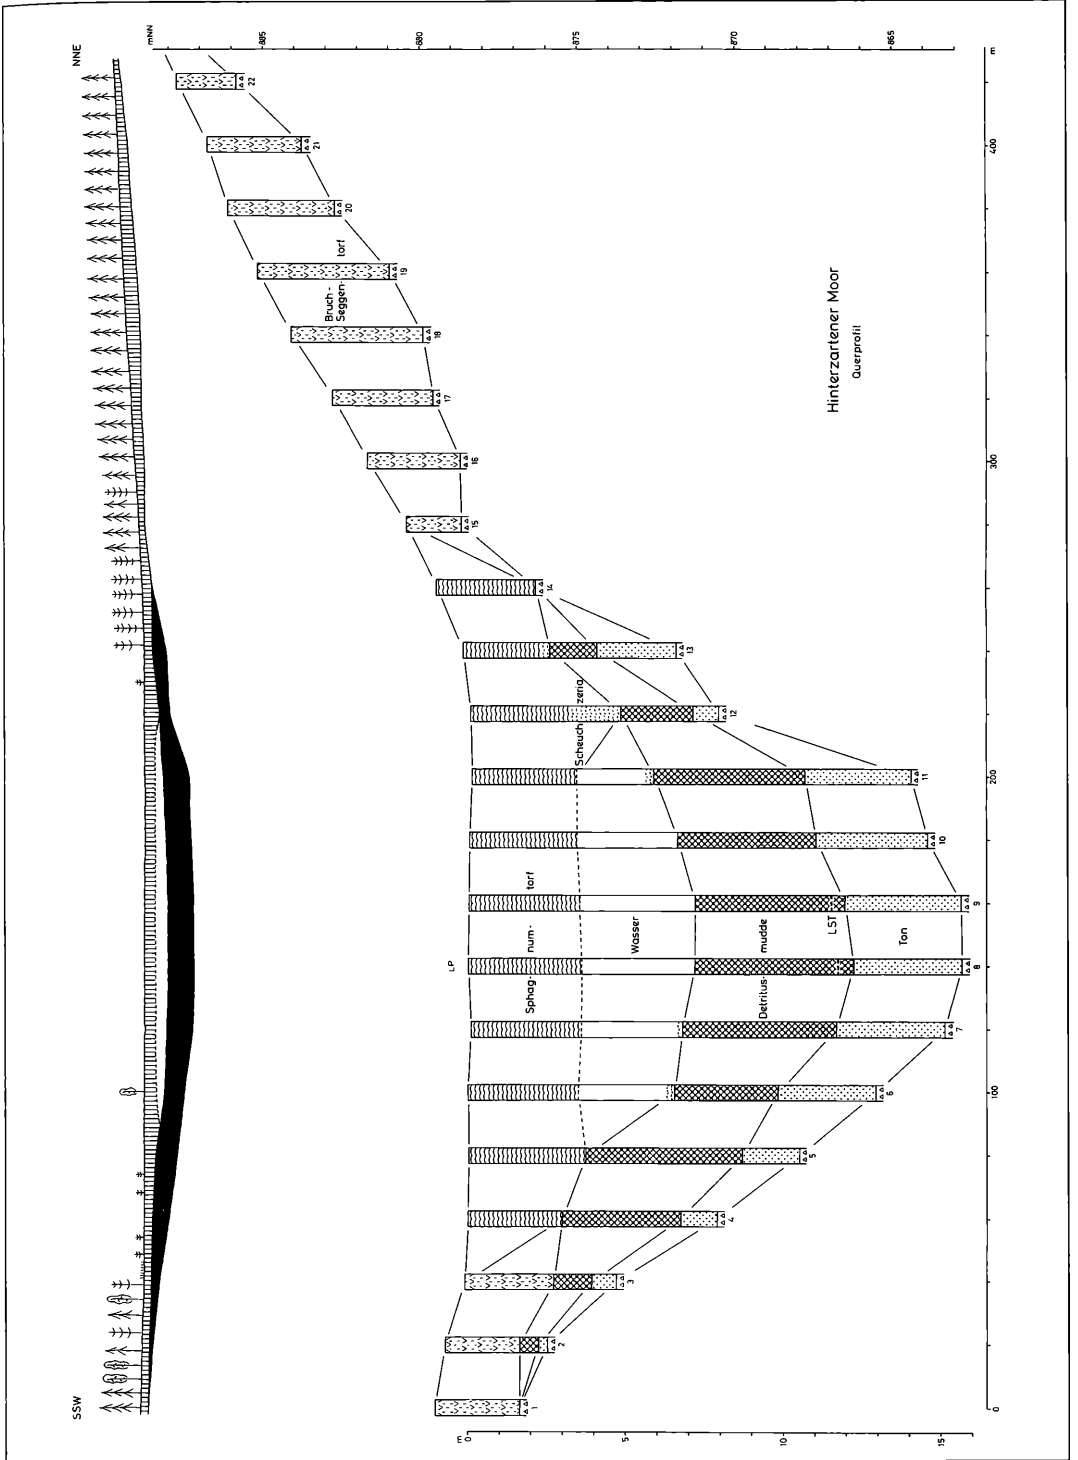 SSW NNE
mNN
-885
-880
-875
-870
-865
m
0
5
10
15
LP
Bruch-
Seggen- torf
Sphag- num- torf
Scheuch zeria
Wasser
Detritus- mudde
LST
Ton
1 2 3 4 5 6 7 8 9 10 11 12 13 14 15 16 17 18 19 20 21 22
Hinterzartener Moor
Querprofil
0 100 200 300 400 m